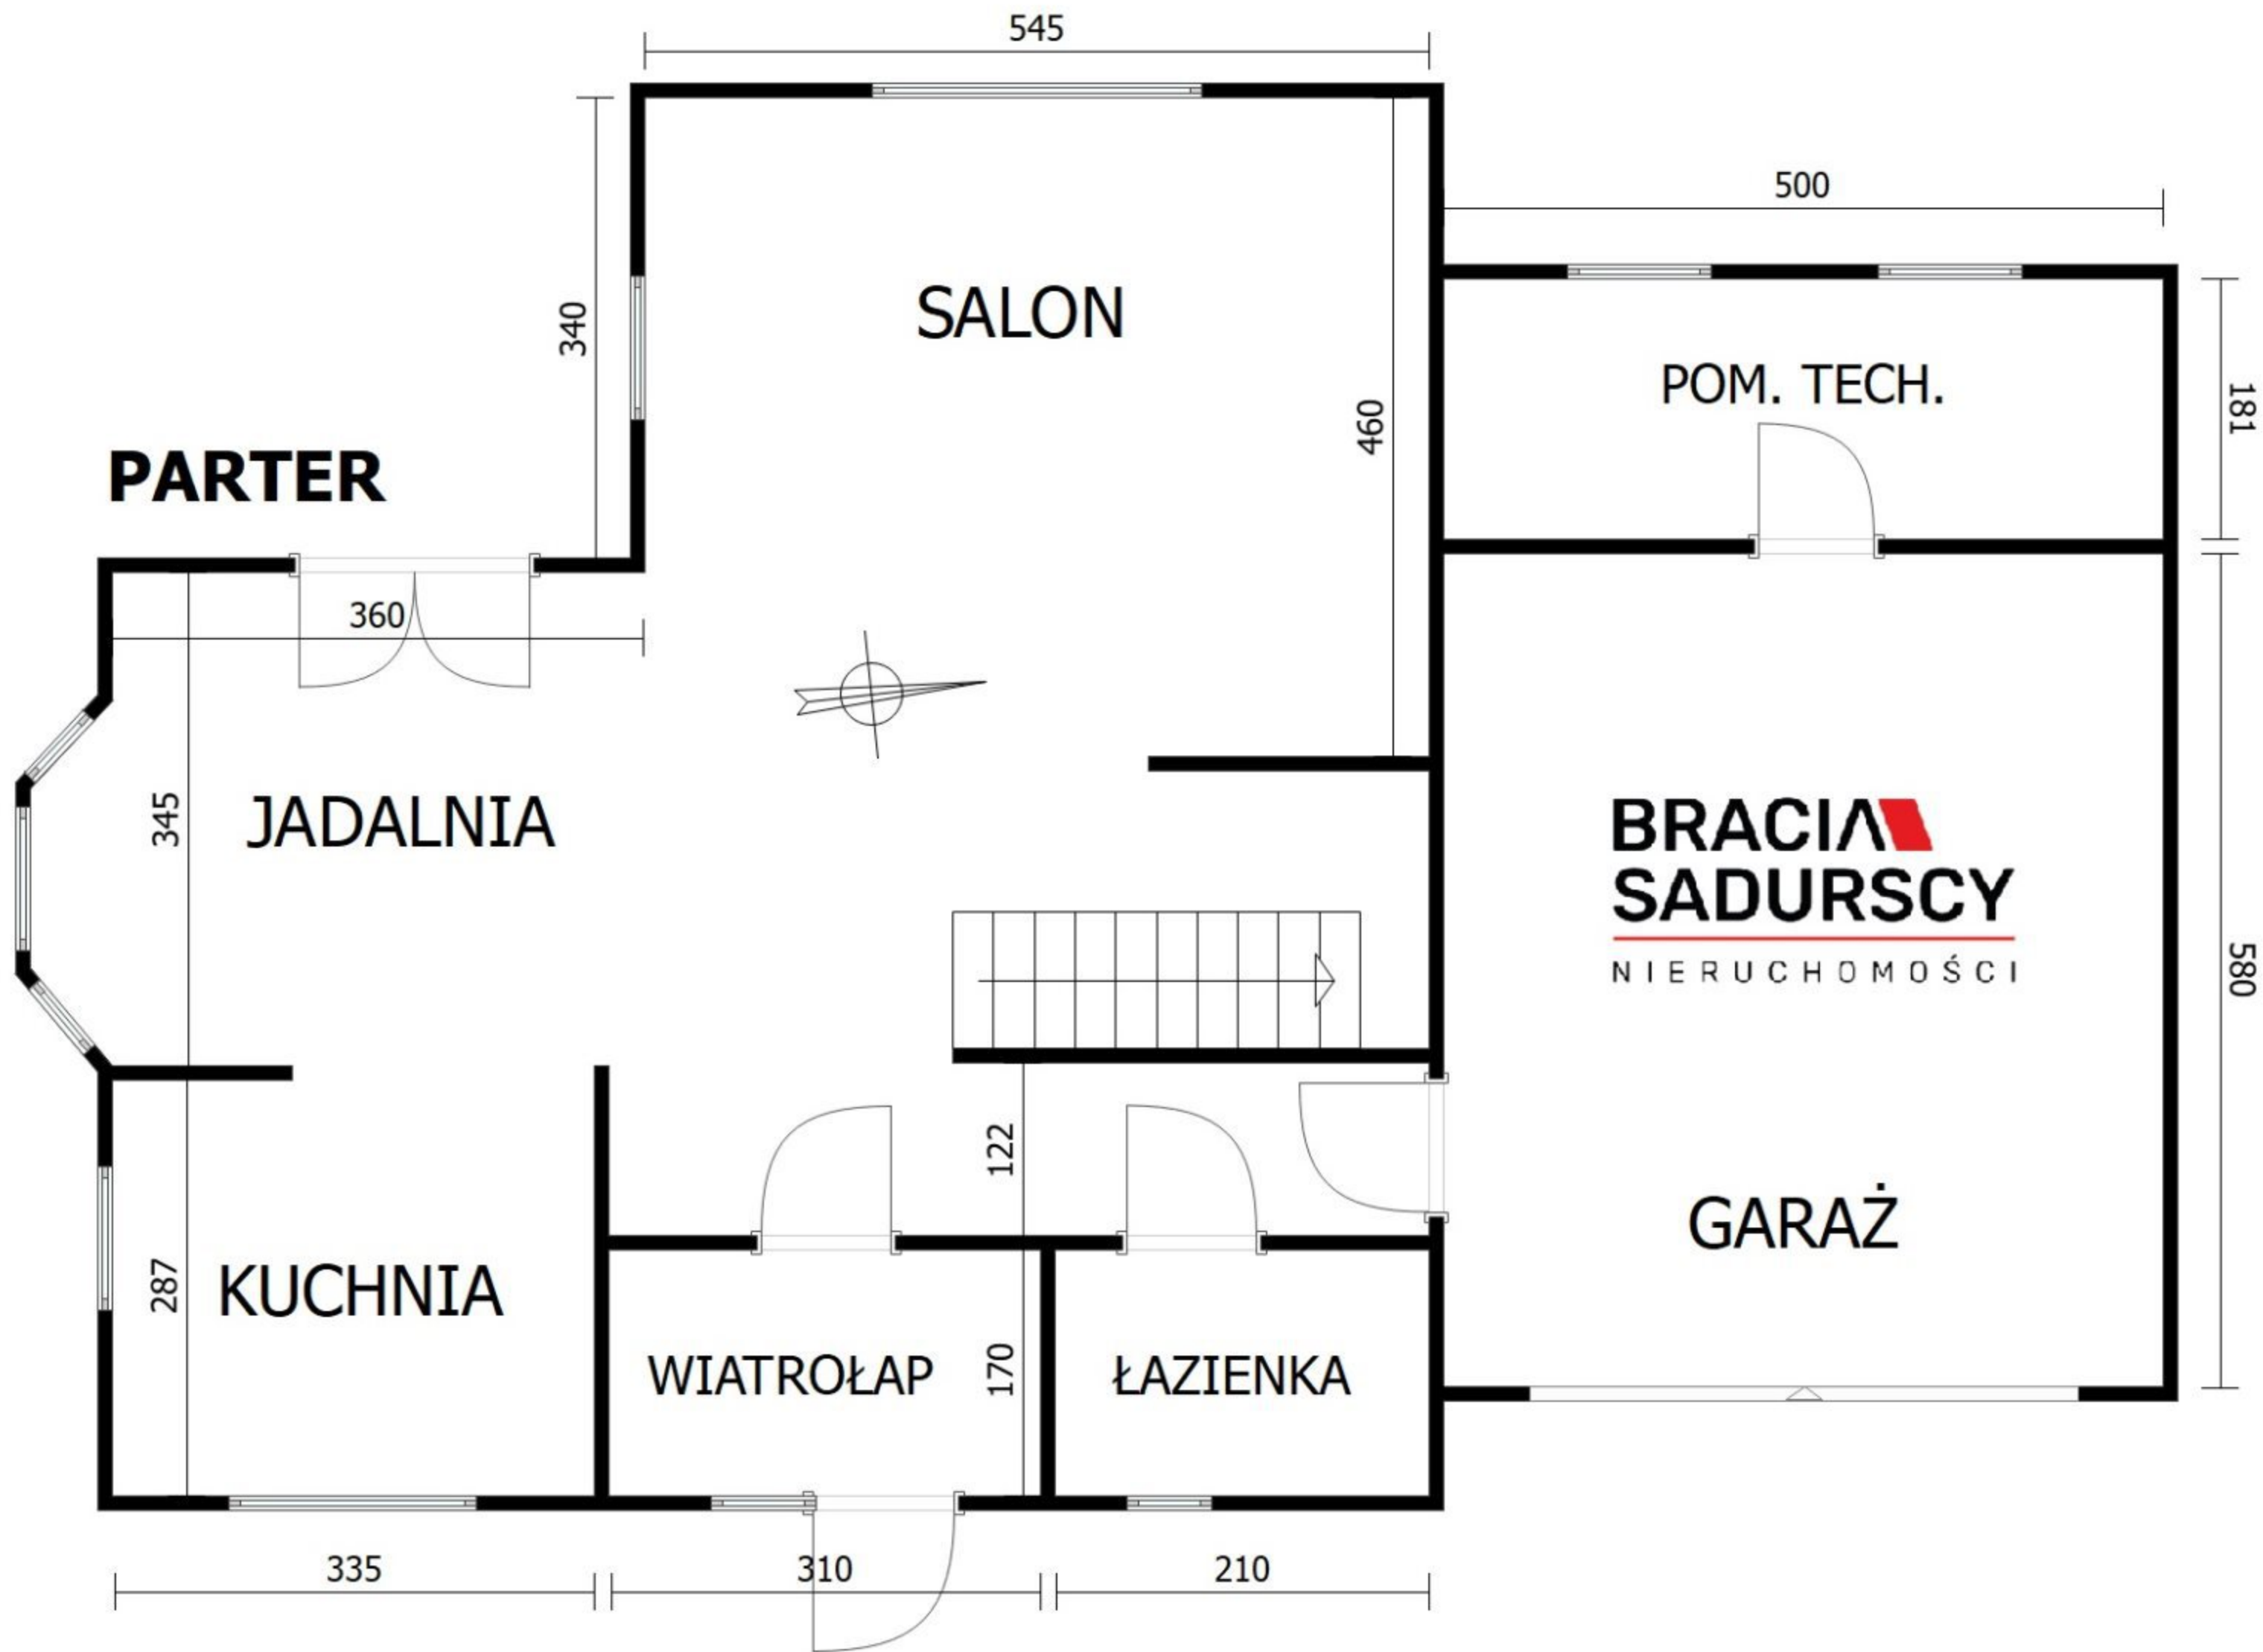 545
500
SALON
340
POM. TECH.
181
460
PARTER
360
JADALNIA
345
BRACIA
SADURSCY
NIERUCHOMOŚCI
580
122
GARAŻ
KUCHNIA
287
WIATROŁAP
170
ŁAZIENKA
335
310
210